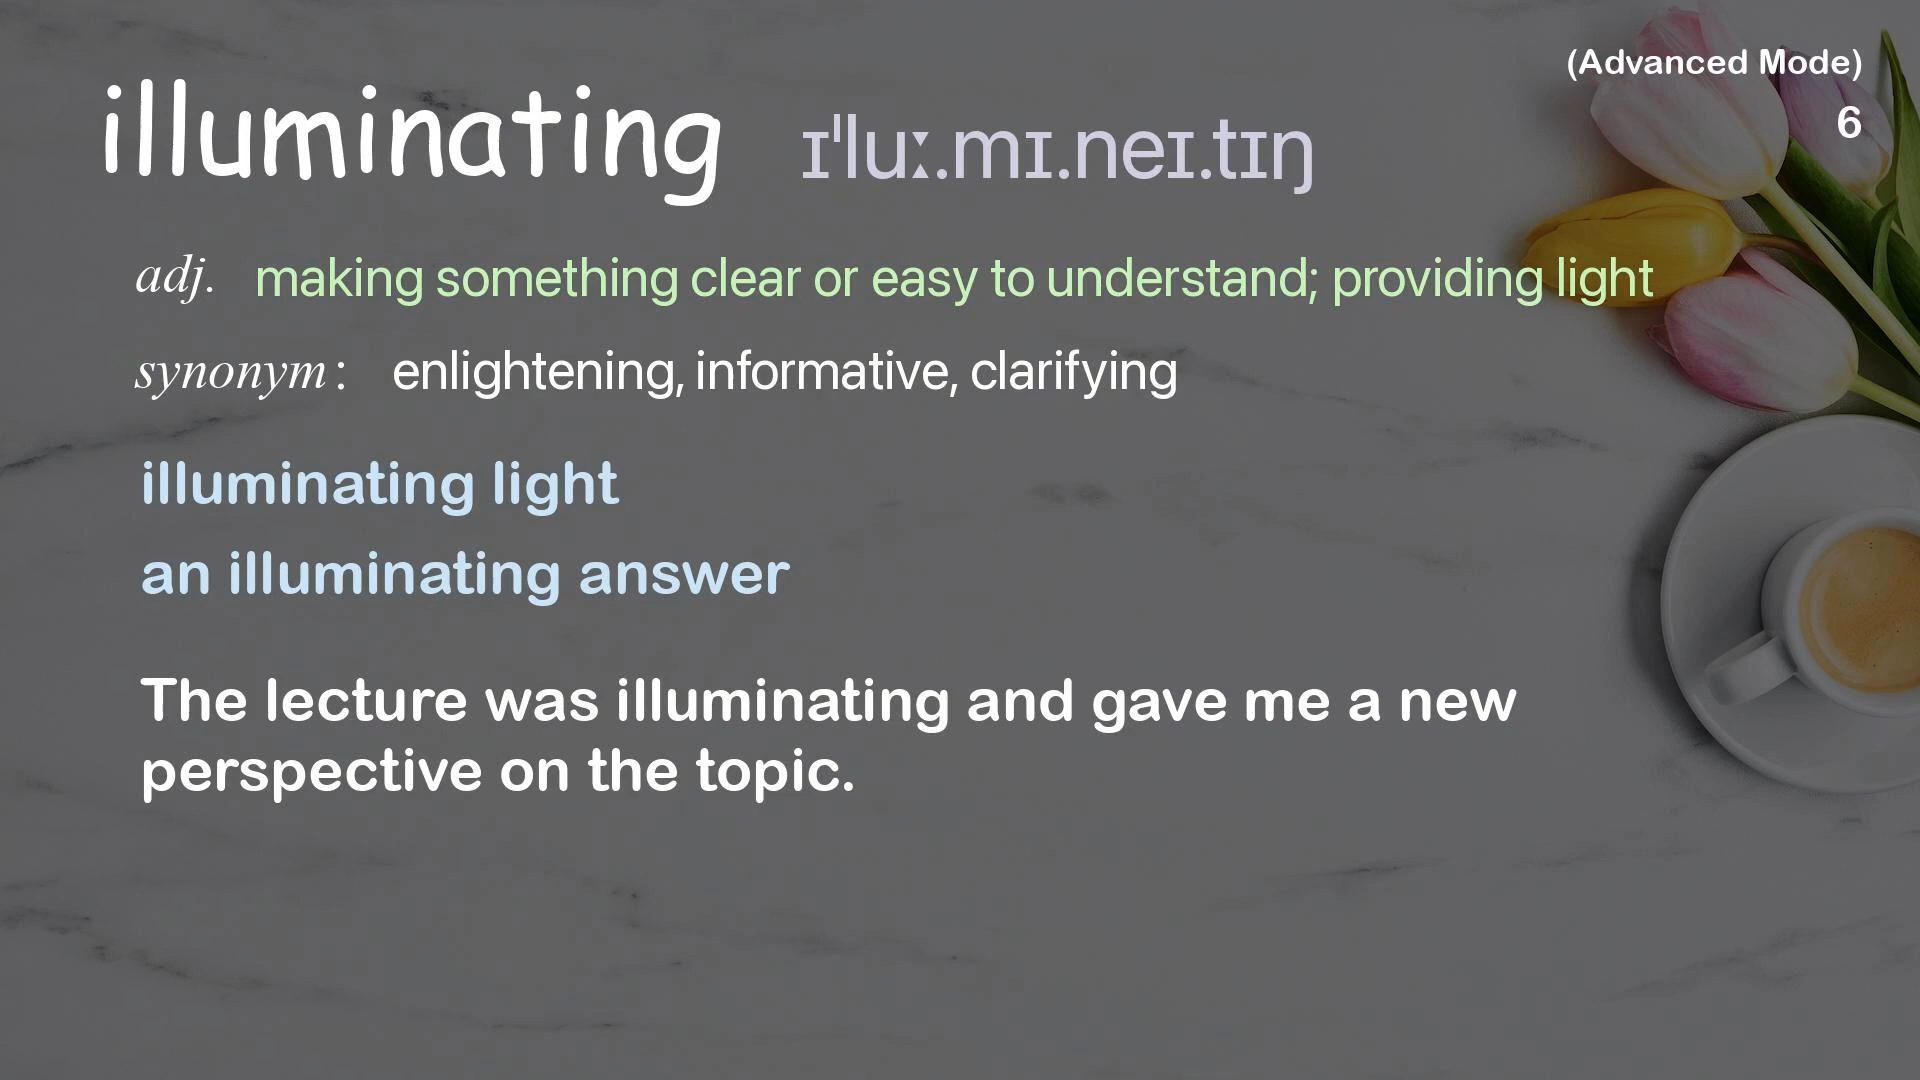 (Advanced Mode)
6
illuminating ɪˈluː.mɪ.neɪ.tɪŋ
adj. making something clear or easy to understand; providing light
synonym : enlightening, informative, clarifying
illuminating light
an illuminating answer
The lecture was illuminating and gave me a new
perspective on the topic.